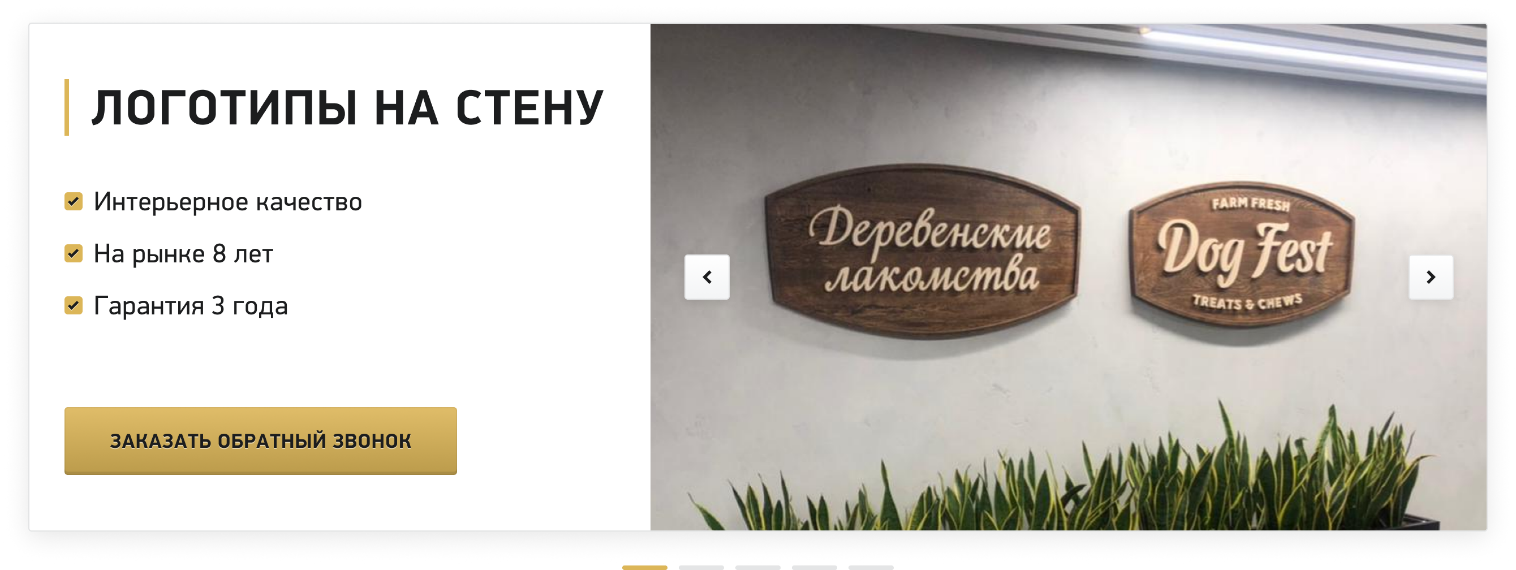 ЛОГОТИПЫ НА СТЕНУ
Интерьерное качество
На рынке 8 лет
Гарантия 3 года
ЗАКАЗАТЬ ОБРАТНЫЙ ЗВОНОК
Деревенские
лакомства
FARM FRESH
Dog Fest
TREATS & CHEWS